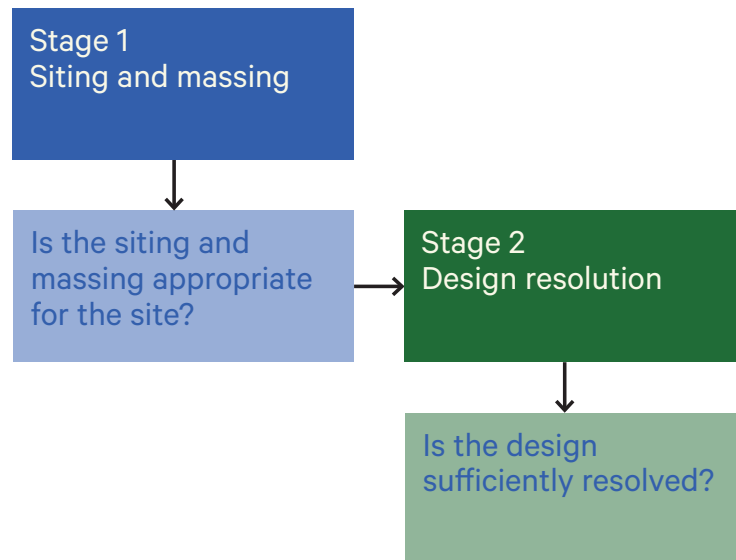 Stage 1
Siting and massing
Is the siting and
massing appropriate
for the site?
Stage 2
Design resolution
Is the design
sufficiently resolved?